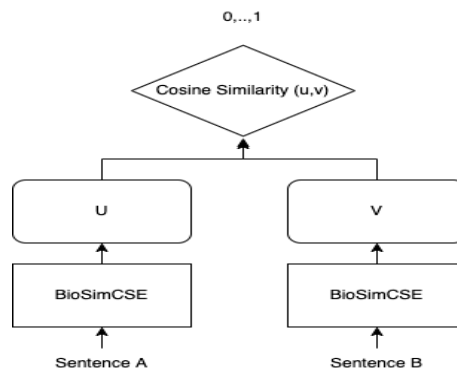 0,..,1
Cosine Similarity (u,v)
U
V
BioSimCSE
BioSimCSE
Sentence A
Sentence B